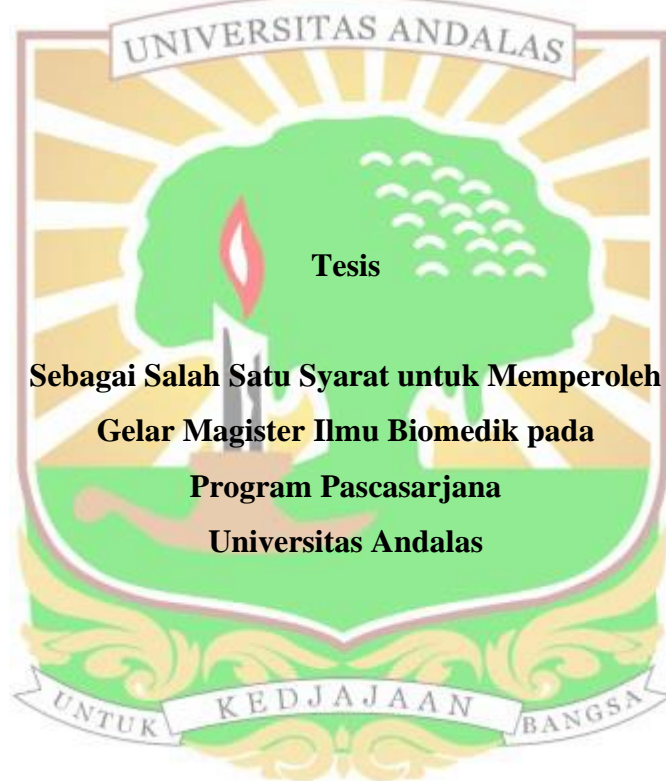 UNIVERSITAS ANDALAS
Tesis
Sebagai Salah Satu Syarat untuk Memperoleh
Gelar Magister Ilmu Biomedik pada
Program Pascasarjana
Universitas Andalas
UNTUK KEDJAJAAN BANGSA